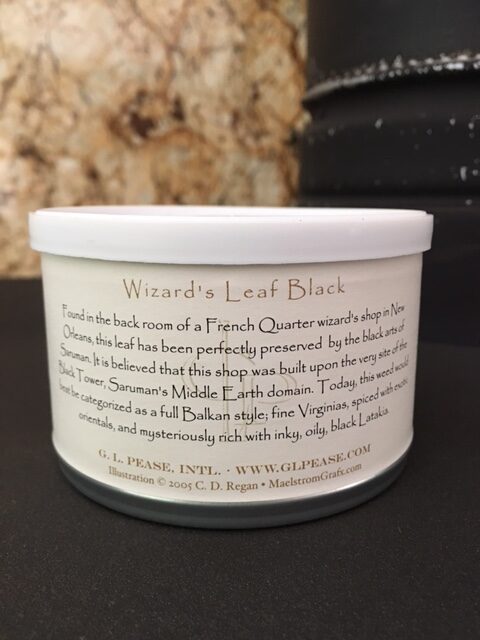 Wizard's Leaf Black
Found in the back room of a French Quarter wizard's shop in New
Orleans, this leaf has been perfectly preserved by the black arts of
Saruman. It is believed that this shop was built upon the very site of the
Black Tower, Saruman's Middle Earth domain. Today, this weed would
best be categorized as a full Balkan style; fine Virginias, spiced with exotic
orientals, and mysteriously rich with inky, oily, black Latakia.
G. L. PEASE, INTL. · WWW.GLPEASE.COM
Illustration © 2005 C. D. Regan • MaelstromGrafx.com